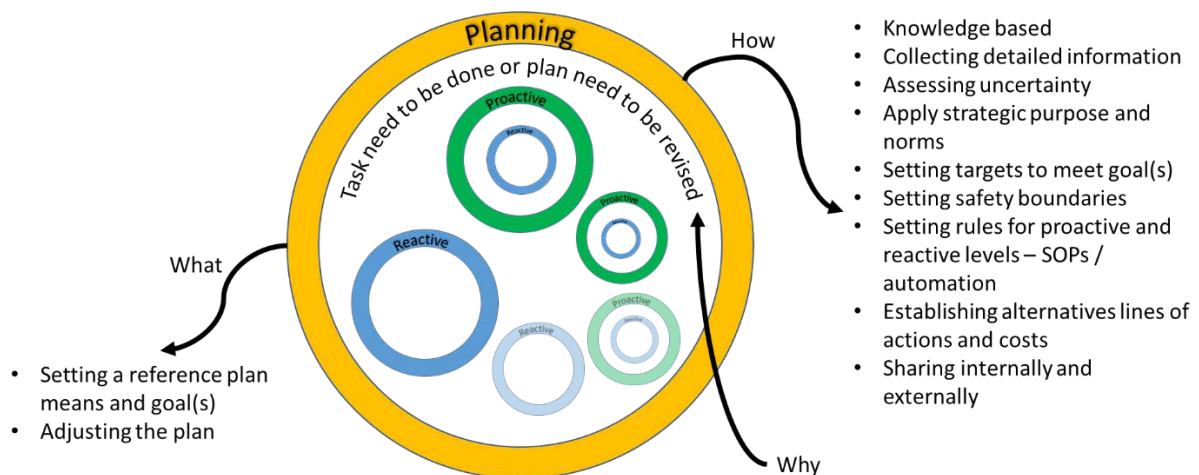 Planning
Task need to be done or plan need to be revised
Proactive
Reactive
Proactive
Reactive
Reactive
Proactive
Reactive
Reactive
What
• Setting a reference plan
means and goal(s)
• Adjusting the plan
How
• Knowledge based
• Collecting detailed information
• Assessing uncertainty
• Apply strategic purpose and
norms
• Setting targets to meet goal(s)
• Setting safety boundaries
• Setting rules for proactive and
reactive levels – SOPs /
automation
• Establishing alternatives lines of
actions and costs
• Sharing internally and
externally
Why